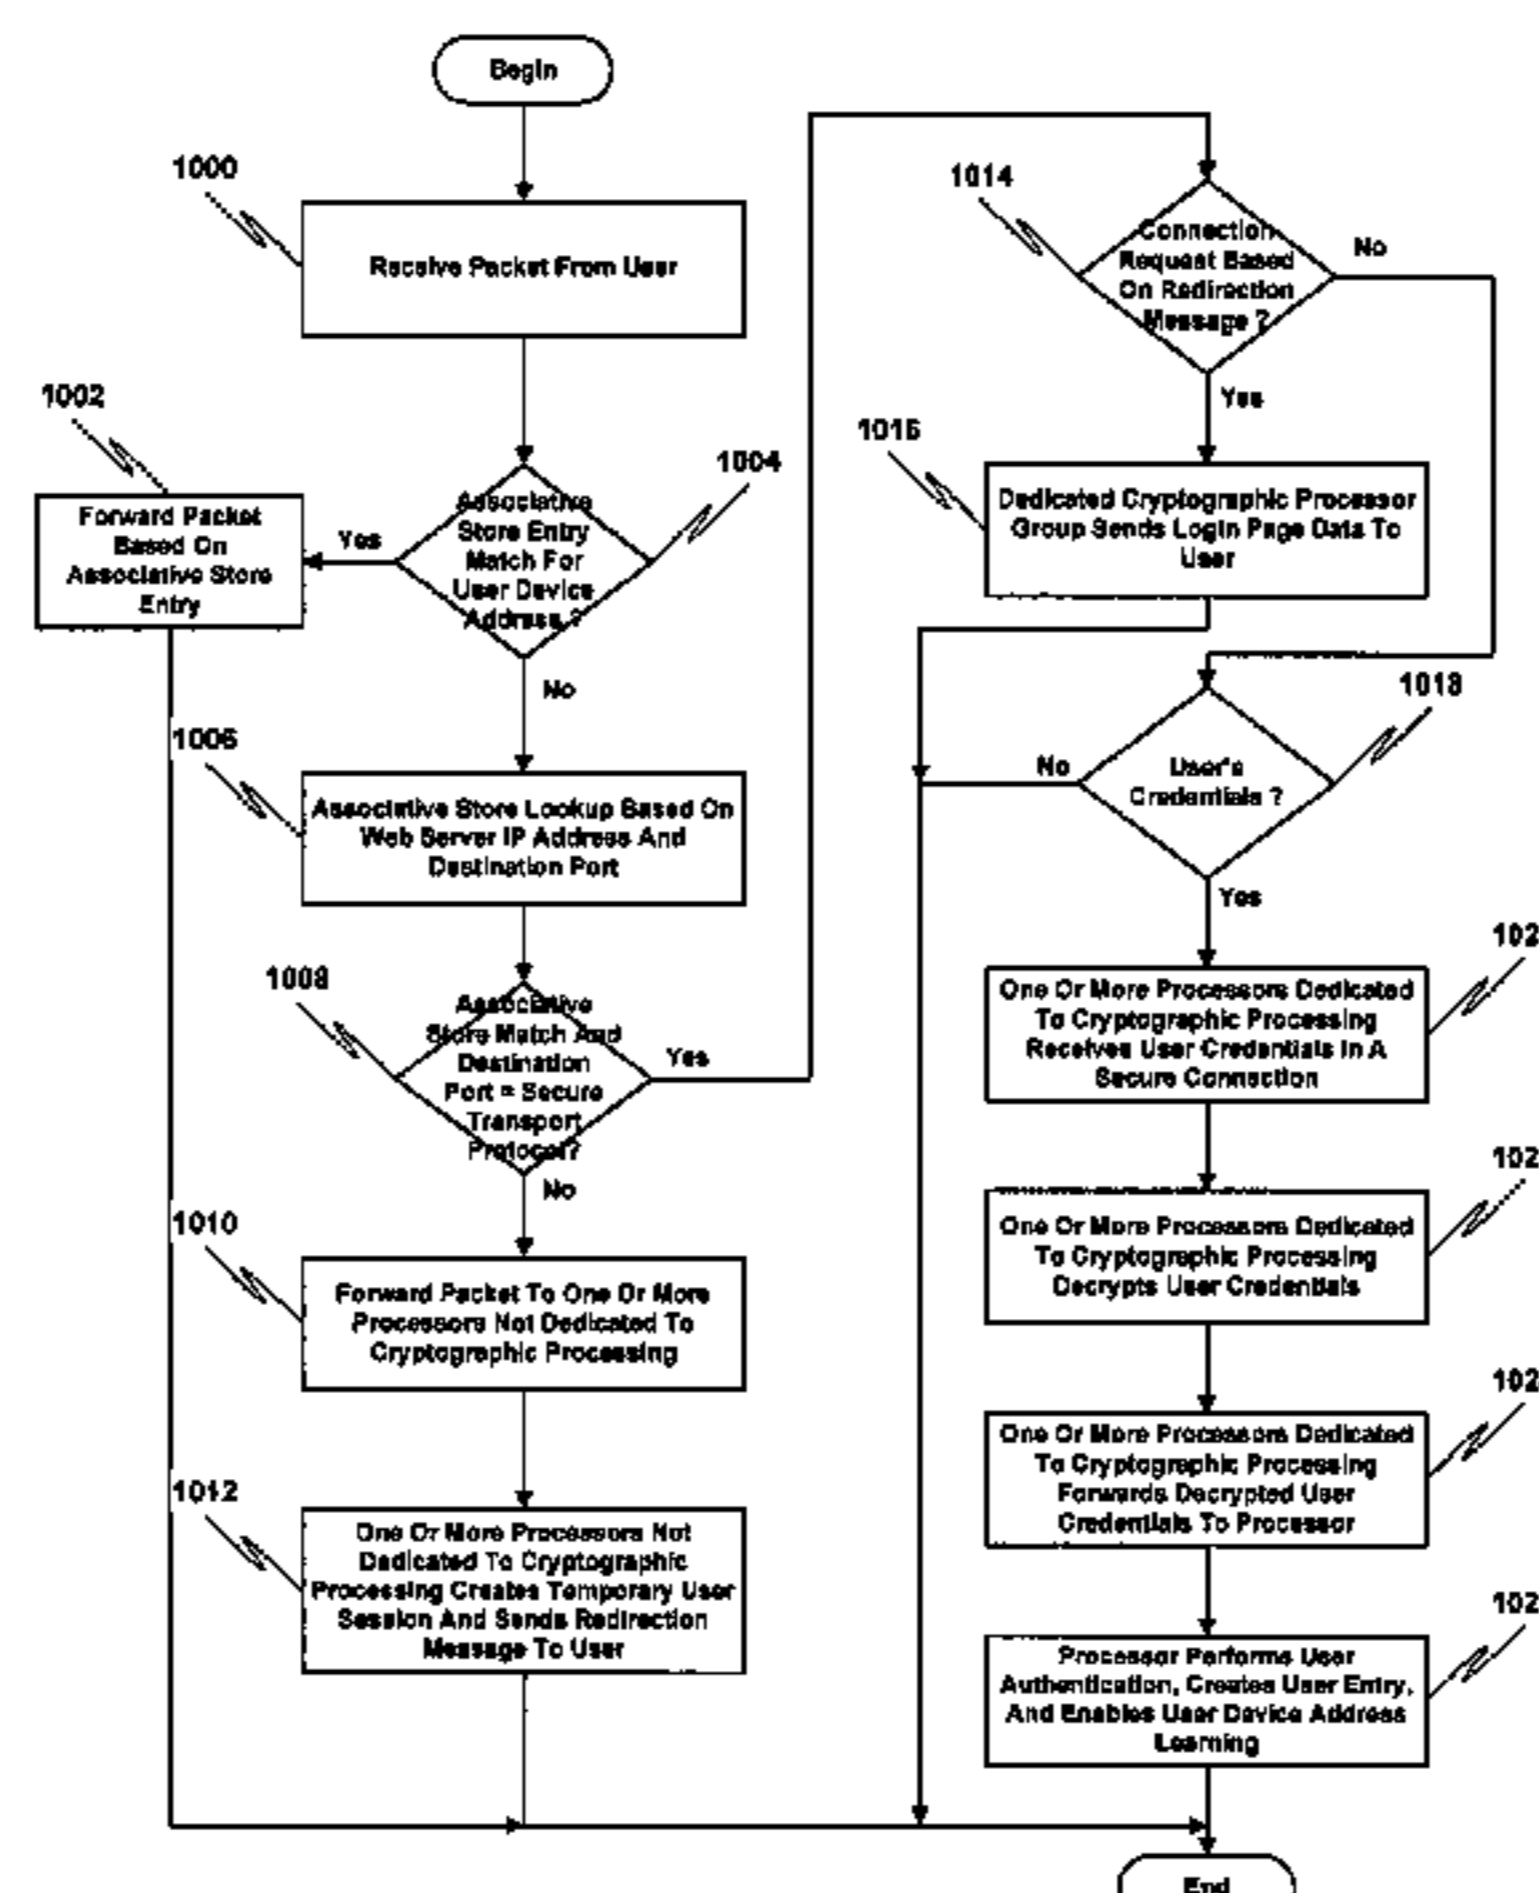 Begin
1000
Receive Packet From User
1002
Forward Packet
Based On
Associative Store
Entry
Yes
1004
Associative
Store Entry
Match For
User Device
Address ?
No
1006
Associative Store Lookup Based On
Web Server IP Address And
Destination Port
1008
Associative
Store Match And
Destination
Port = Secure
Transport
Protocol?
Yes
No
1010
Forward Packet To One Or More
Processors Not Dedicated To
Cryptographic Processing
1012
One Or More Processors Not
Dedicated To Cryptographic
Processing Creates Temporary User
Session And Sends Redirection
Message To User
1014
Connection
Request Based
On Redirection
Message ?
No
Yes
1016
Dedicated Cryptographic Processor
Group Sends Login Page Data To
User
1018
User's
Credentials ?
No
Yes
102
One Or More Processors Dedicated
To Cryptographic Processing
Receives User Credentials In A
Secure Connection
102
One Or More Processors Dedicated
To Cryptographic Processing
Decrypts User Credentials
102
One Or More Processors Dedicated
To Cryptographic Processing
Forwards Decrypted User
Credentials To Processor
102
Processor Performs User
Authentication, Creates User Entry,
And Enables User Device Address
Learning
End